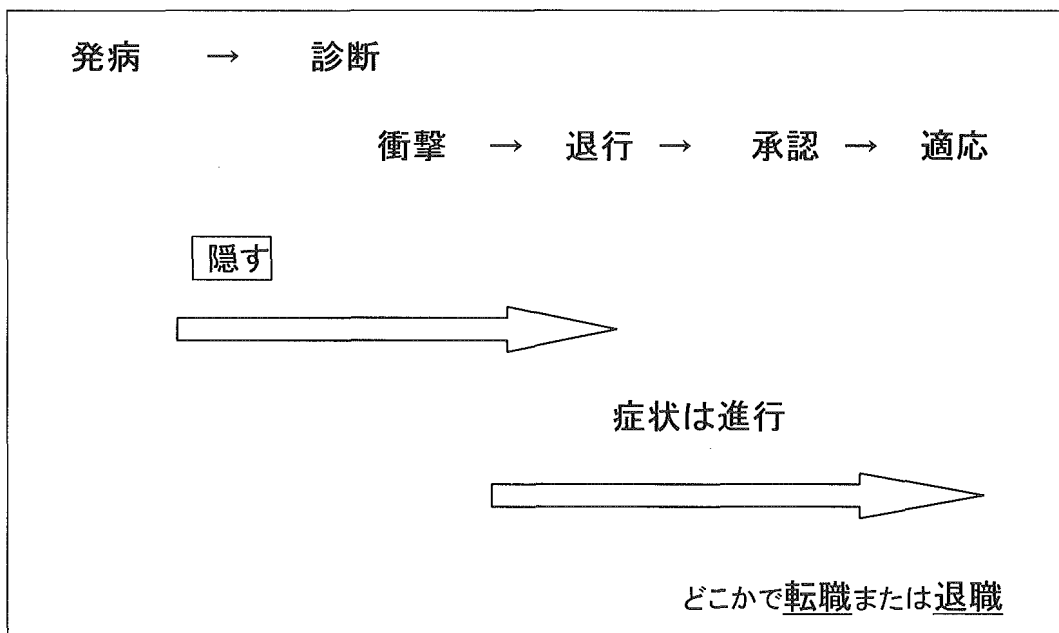 発病 → 診断
衝撃 → 退行 → 承認 → 適応
隠す
症状は進行
どこかで転職または退職